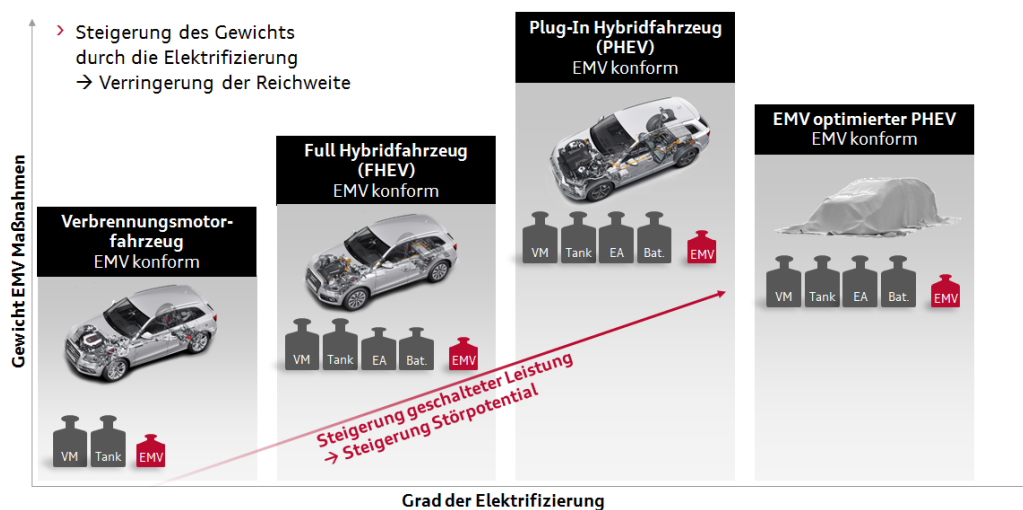 › Steigerung des Gewichts
durch die Elektrifizierung
→ Verringerung der Reichweite
Gewicht EMV Maßnahmen
Verbrennungsmotor-
fahrzeug
EMV konform
VM Tank EMV
Full Hybridfahrzeug
(FHEV)
EMV konform
VM Tank EA Bat. EMV
Plug-In Hybridfahrzeug
(PHEV)
EMV konform
VM Tank EA Bat. EMV
EMV optimierter PHEV
EMV konform
VM Tank EA Bat. EMV
Steigerung geschalteter Leistung
→ Steigerung Störpotential
Grad der Elektrifizierung